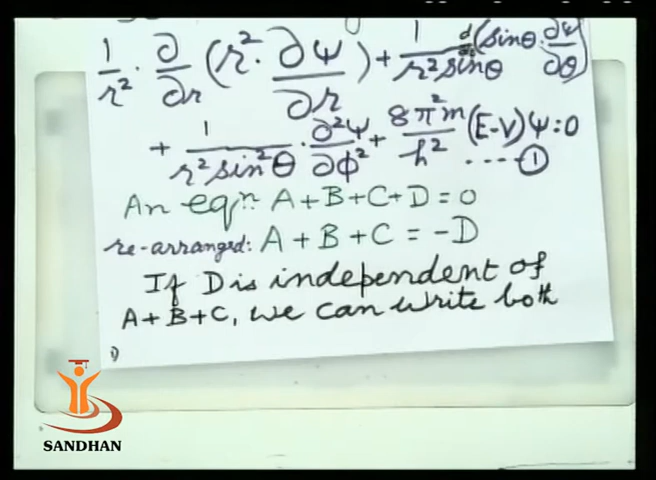 1/r² · ∂/∂r (r² · ∂Ψ/∂r) + 1/r² sinθ d/dθ (sinθ · ∂Ψ/∂θ)
+ 1/r² sin²θ · ∂²Ψ/∂φ² + 8π²m/h² (E-V)Ψ=0 ----①
An eqn: A+B+C+D=0
re-arranged: A+B+C = -D
If D is independent of
A+B+C, we can write both
SANDHAN